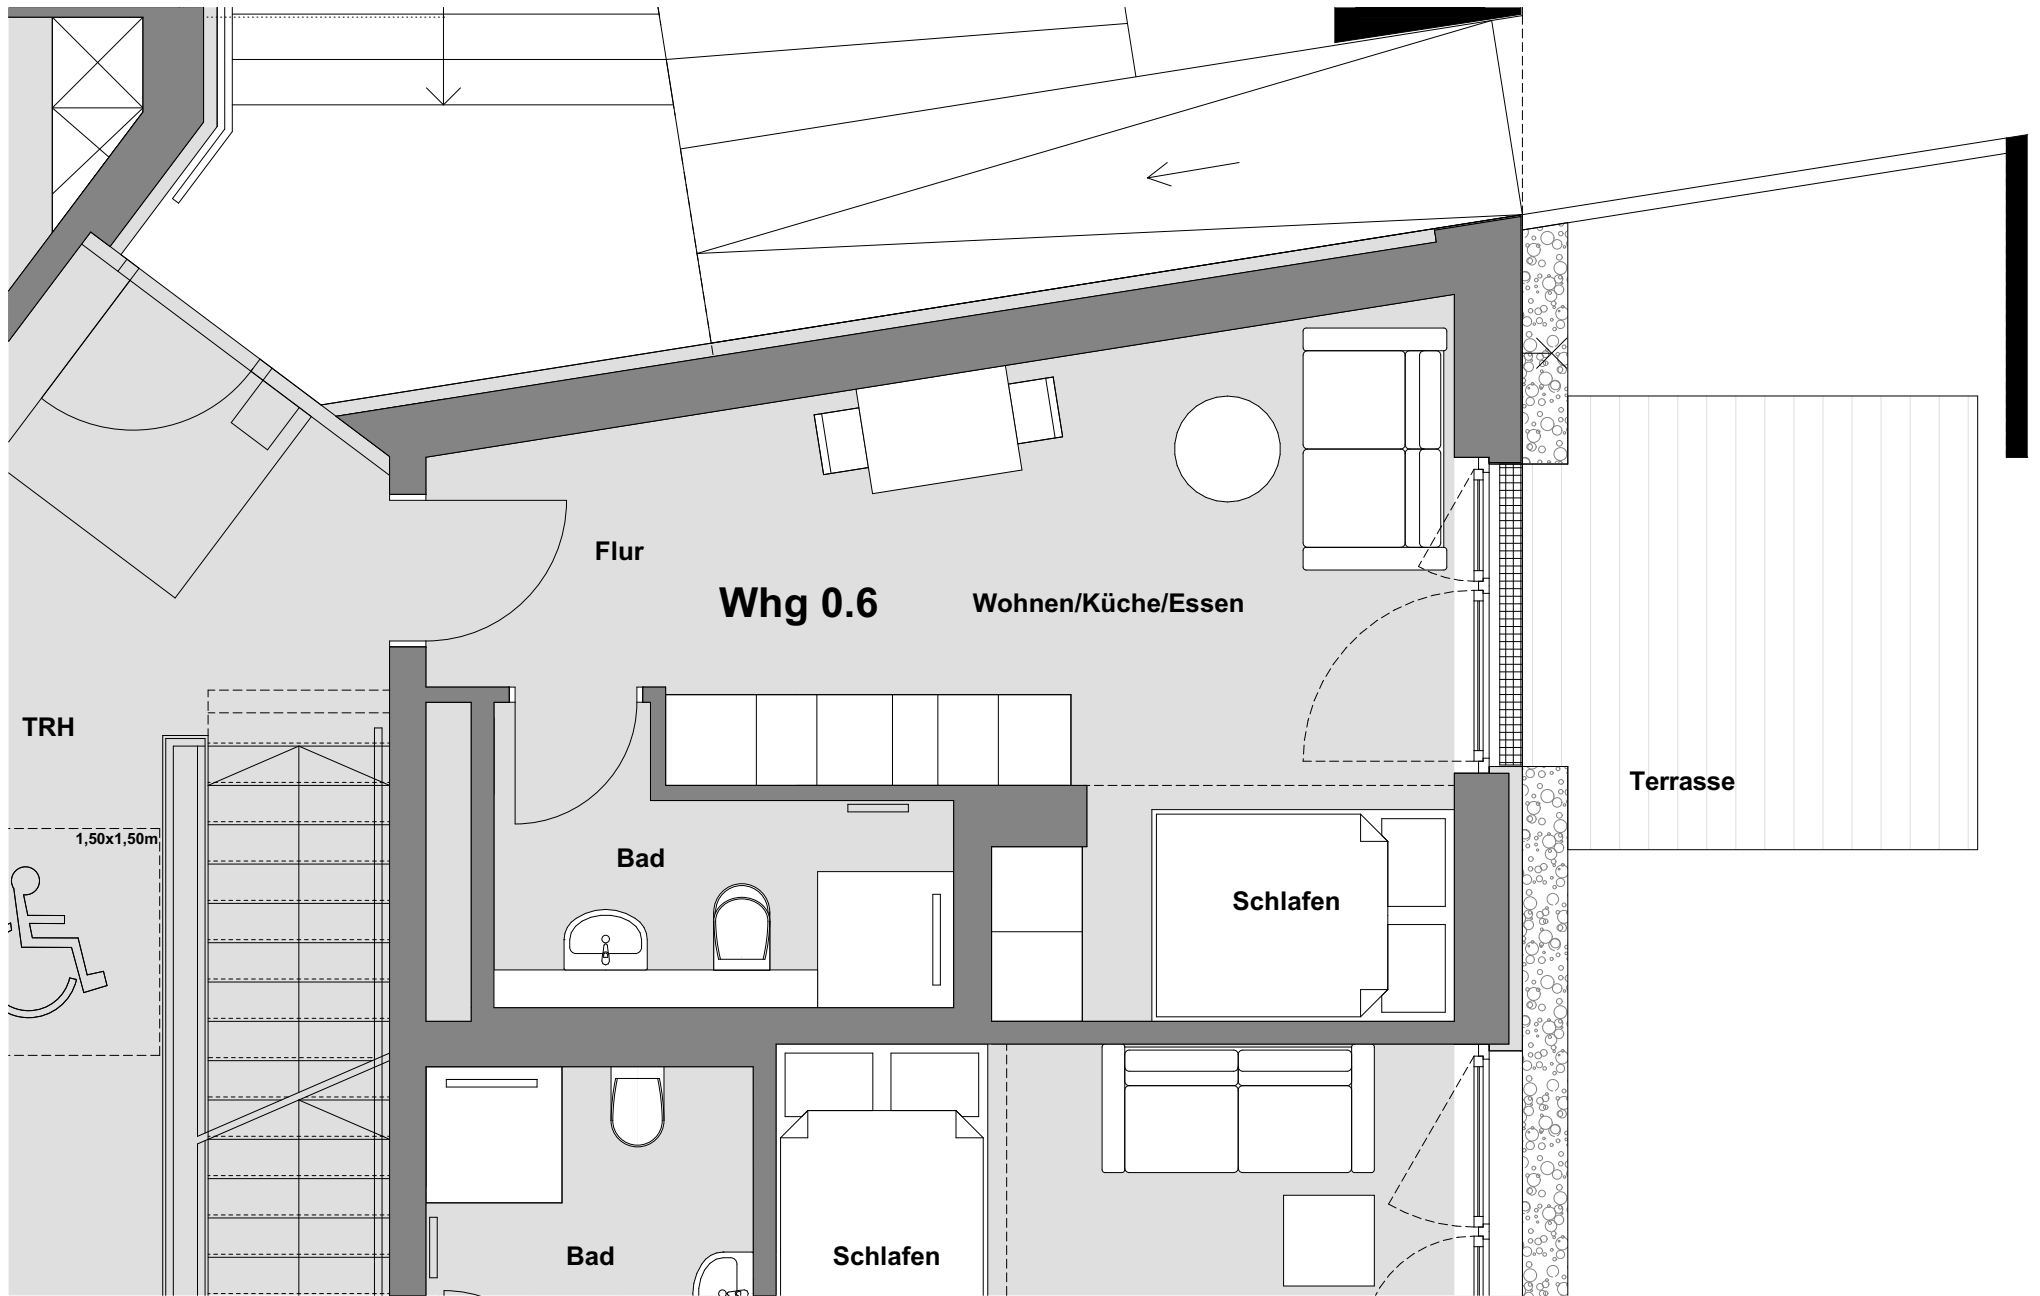 Flur
Whg 0.6
Wohnen/Küche/Essen
TRH
Terrasse
1,50x1,50m
Bad
Schlafen
Bad
Schlafen